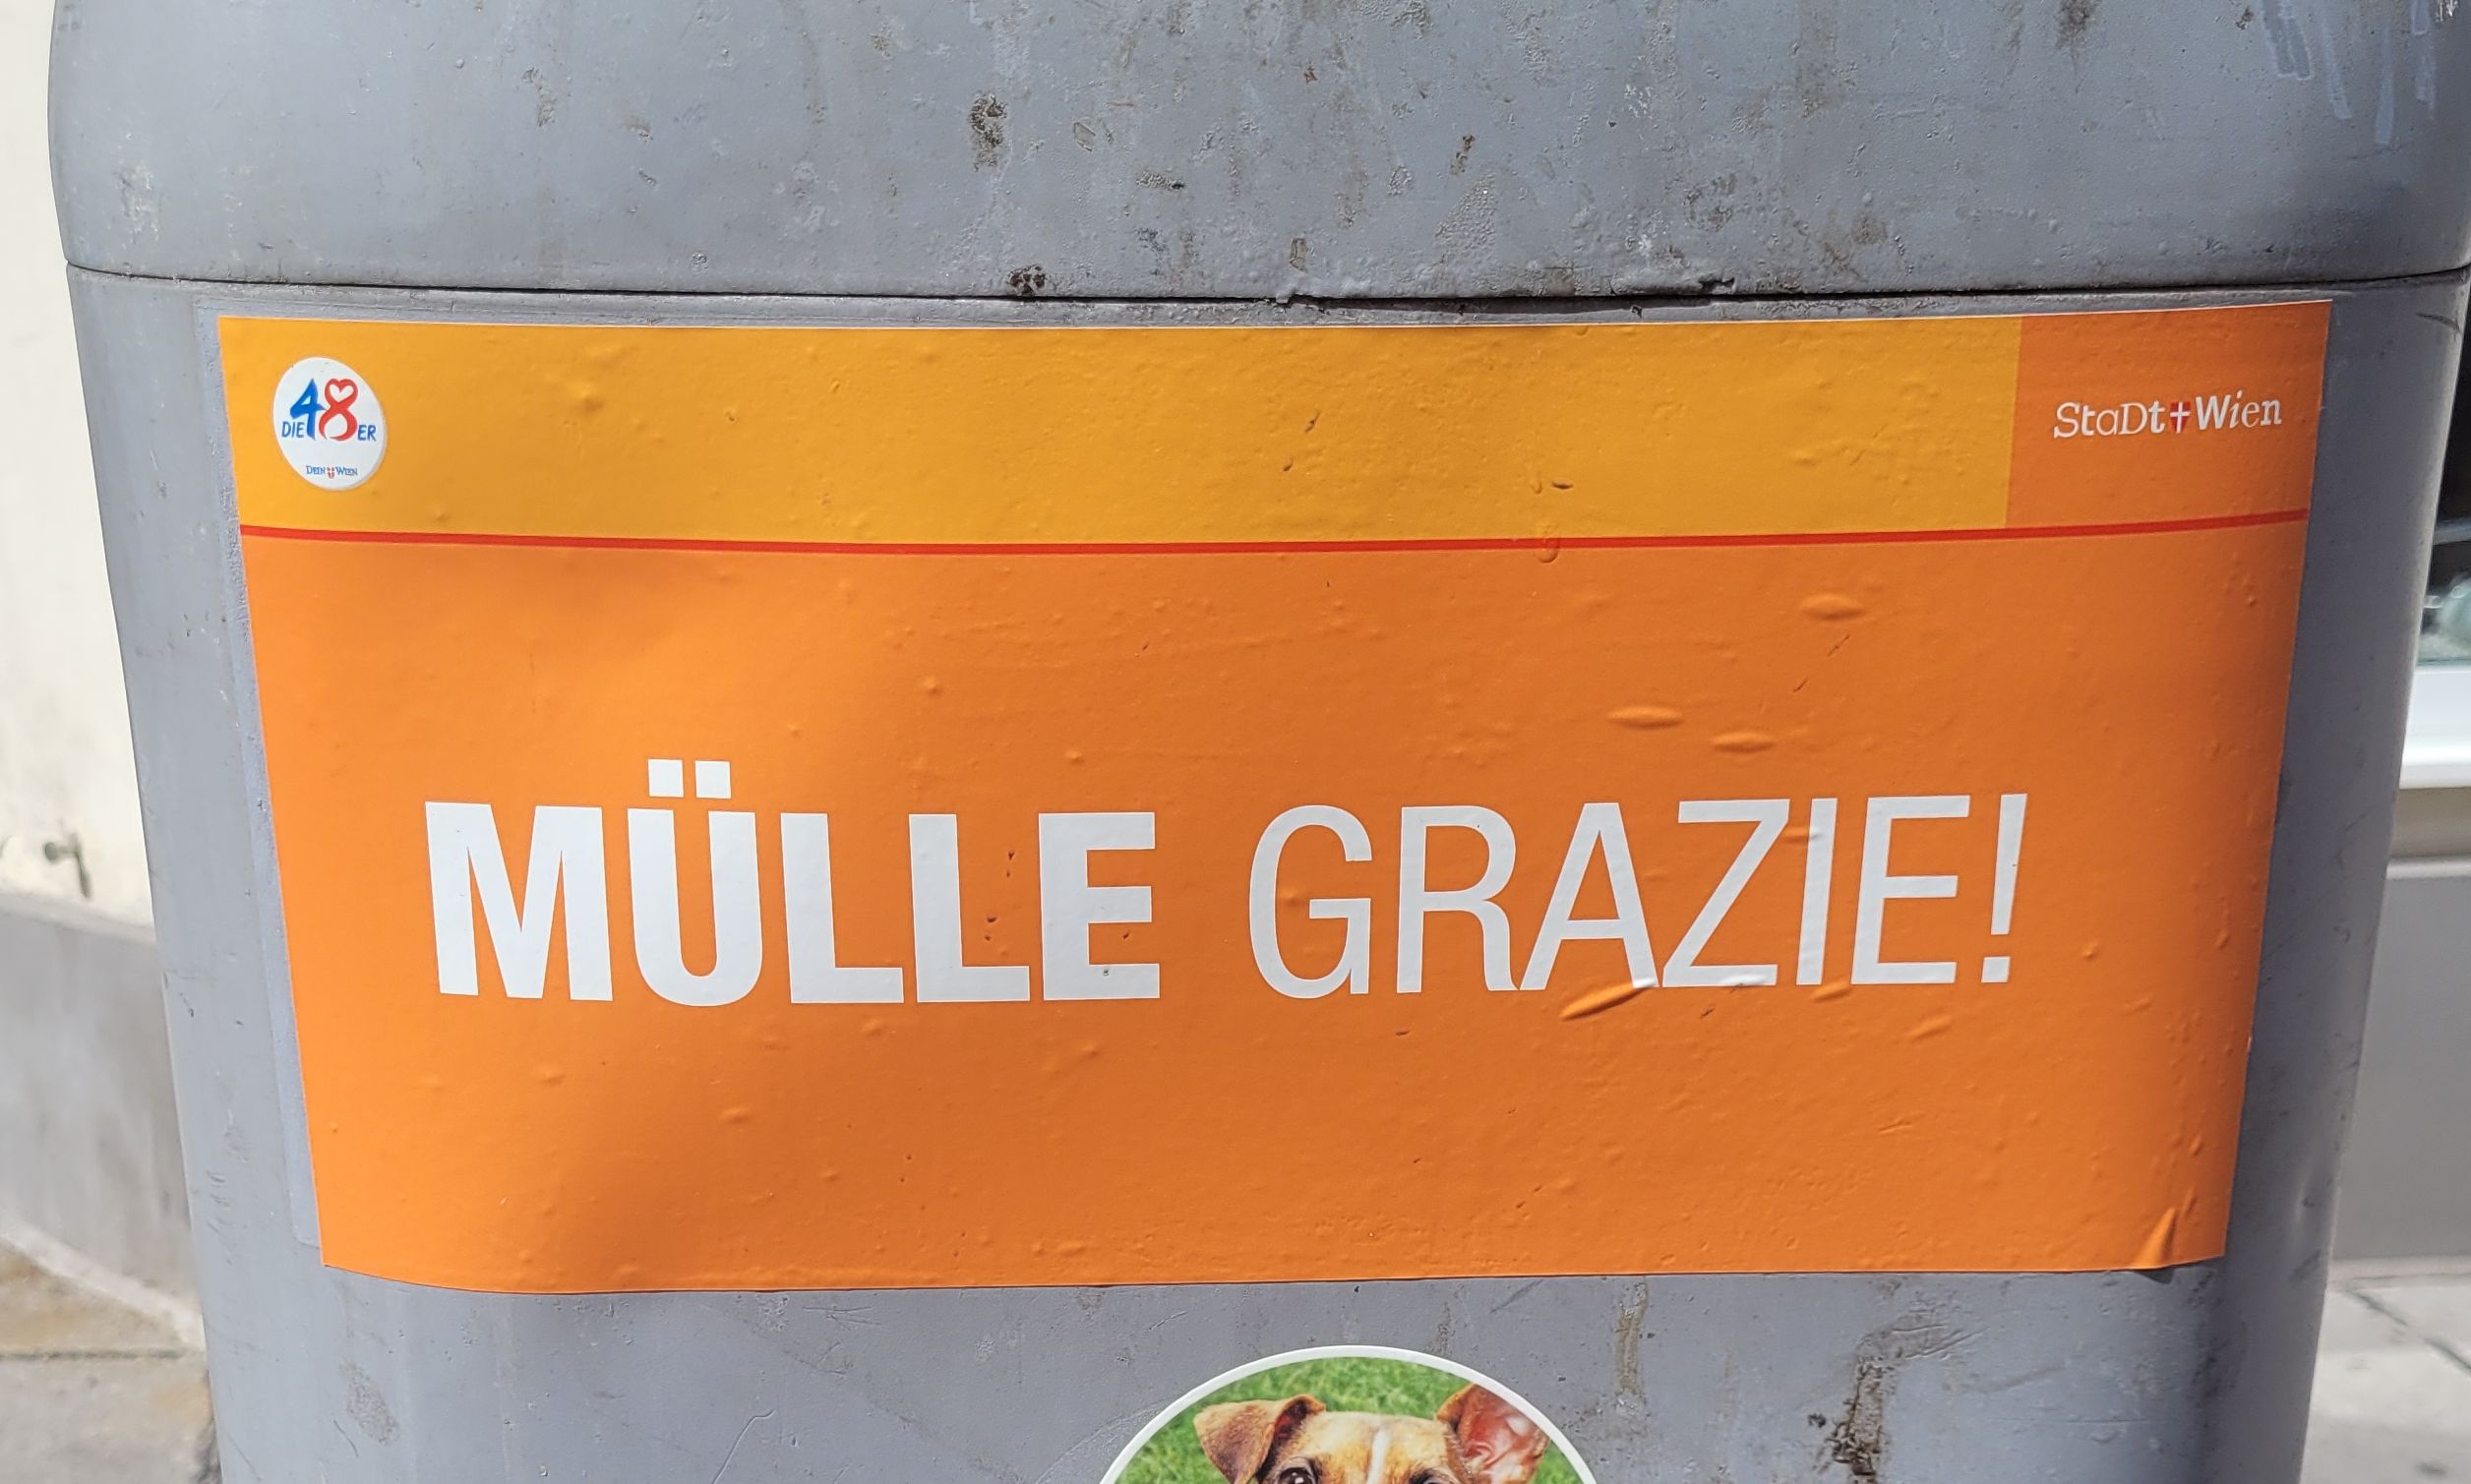 DIE 48ER
DEIN WIEN
StaDt Wien
MÜLLE GRAZIE!